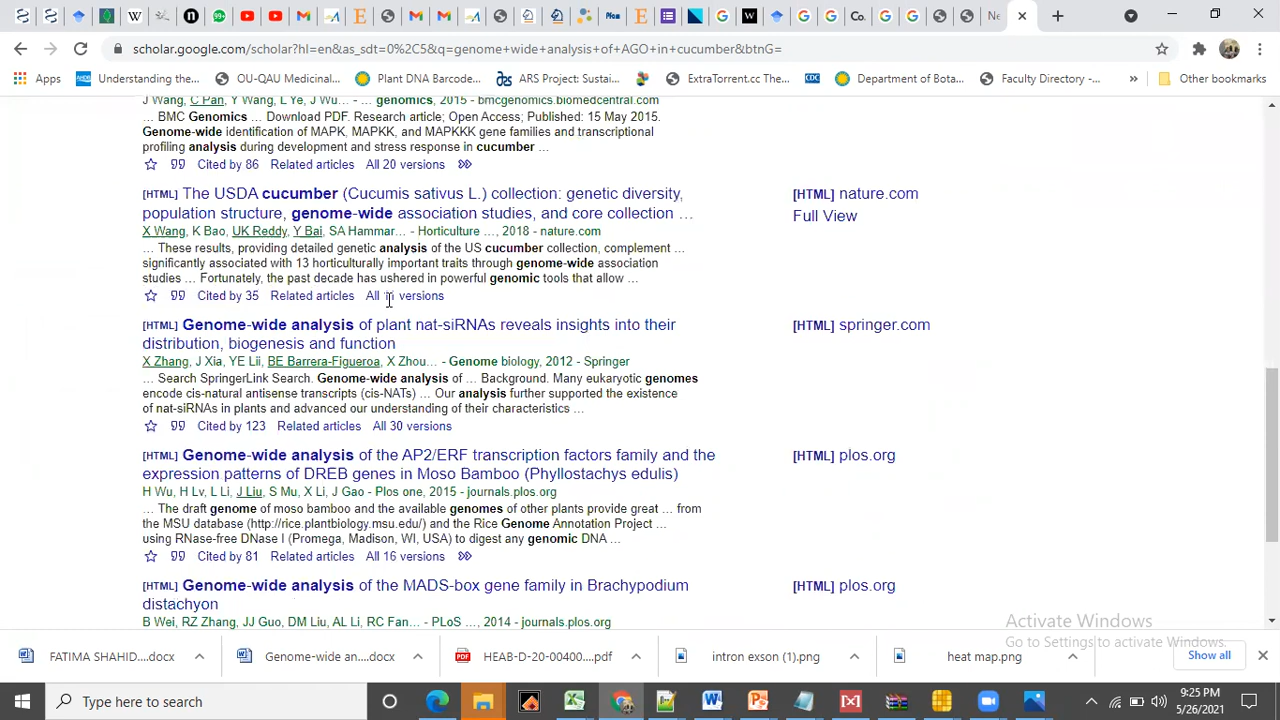 Co.
Ne
scholar.google.com/scholar?hl=en&as_sdt=0%2C5&q=genome+wide+analysis+of+AGO+in+cucumber&btnG=
Apps
Understanding the...
OU-QAU Medicinal...
Plant DNA Barcode...
ARS Project: Sustai...
CDC
ExtraTorrent.cc The...
Department of Bota...
Faculty Directory -...
Other bookmarks
J Wang, C Pan, Y Wang, L Ye, J Wu... - ... genomics, 2015 - bmcgenomics.biomedcentral.com
... BMC Genomics ... Download PDF. Research article; Open Access; Published: 15 May 2015.
Genome-wide identification of MAPK, MAPKK, and MAPKKK gene families and transcriptional
profiling analysis during development and stress response in cucumber ...
Cited by 86 Related articles All 20 versions
[HTML] The USDA cucumber (Cucumis sativus L.) collection: genetic diversity,
population structure, genome-wide association studies, and core collection ...
X Wang, K Bao, UK Reddy, Y Bai, SA Hammar... - Horticulture ..., 2018 - nature.com
... These results, providing detailed genetic analysis of the US cucumber collection, complement ...
significantly associated with 13 horticulturally important traits through genome-wide association
studies ... Fortunately, the past decade has ushered in powerful genomic tools that allow ...
Cited by 35 Related articles All versions
[HTML] nature.com
Full View
[HTML] Genome-wide analysis of plant nat-siRNAs reveals insights into their
distribution, biogenesis and function
X Zhang, J Xia, YE Lii, BE Barrera-Figueroa, X Zhou... - Genome biology, 2012 - Springer
... Search SpringerLink Search. Genome-wide analysis of ... Background. Many eukaryotic genomes
encode cis-natural antisense transcripts (cis-NATs) ... Our analysis further supported the existence
of nat-siRNAs in plants and advanced our understanding of their characteristics ...
Cited by 123 Related articles All 30 versions
[HTML] springer.com
[HTML] Genome-wide analysis of the AP2/ERF transcription factors family and the
expression patterns of DREB genes in Moso Bamboo (Phyllostachys edulis)
H Wu, H Lv, L Li, J Liu, S Mu, X Li, J Gao - Plos one, 2015 - journals.plos.org
... The draft genome of moso bamboo and the available genomes of other plants provide great ... from
the MSU database (http://rice.plantbiology.msu.edu/) and the Rice Genome Annotation Project ...
using RNase-free DNase I (Promega, Madison, WI, USA) to digest any genomic DNA ...
Cited by 81 Related articles All 16 versions
[HTML] plos.org
[HTML] Genome-wide analysis of the MADS-box gene family in Brachypodium
distachyon
B Wei, RZ Zhang, JJ Guo, DM Liu, AL Li, RC Fan... - PLoS ..., 2014 - journals.plos.org
[HTML] plos.org
Activate Windows
Go to Settings to activate Windows.
FATIMA SHAHID....docx
Genome-wide an....docx
HEAR-D-20-00400....pdf
intron exson (1).png
heat map.png
Show all
Type here to search
9:25 PM
5/26/2021